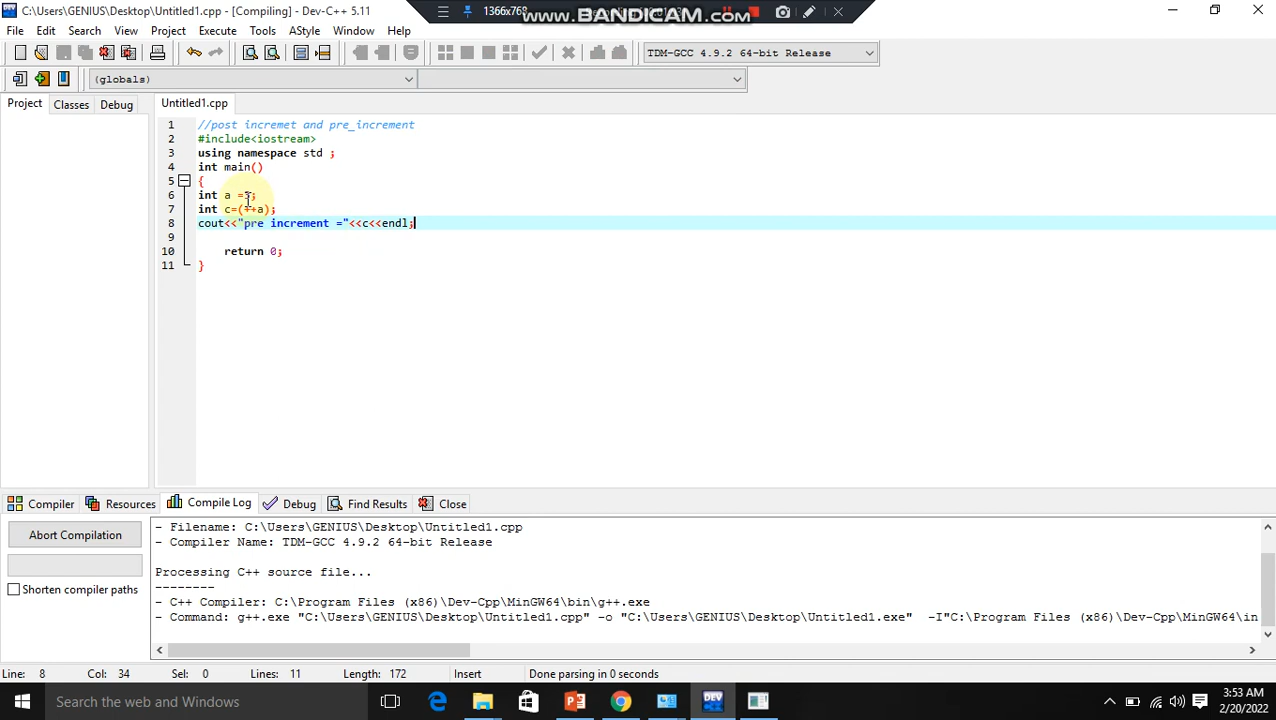 C:\Users\GENIUS\Desktop\Untitled1.cpp - [Compiling] - Dev-C++ 5.11
1366x768
www.BANDICAM.com
File Edit Search View Project Execute Tools AStyle Window Help
TDM-GCC 4.9.2 64-bit Release
(globals)
Project Classes Debug
Untitled1.cpp
1 //post incremet and pre_increment
2 #include<iostream>
3 using namespace std ;
4 int main()
5 {
6 int a =
7 int c=(++a);
8 cout<<"pre increment ="<<c<<endl;
9
10 return 0;
11 }
Compiler Resources Compile Log Debug Find Results Close
Abort Compilation
Shorten compiler paths
- Filename: C:\Users\GENIUS\Desktop\Untitled1.cpp
- Compiler Name: TDM-GCC 4.9.2 64-bit Release
Processing C++ source file...
--------
- C++ Compiler: C:\Program Files (x86)\Dev-Cpp\MinGW64\bin\g++.exe
- Command: g++.exe "C:\Users\GENIUS\Desktop\Untitled1.cpp" -o "C:\Users\GENIUS\Desktop\Untitled1.exe" -I"C:\Program Files (x86)\Dev-Cpp\MinGW64\in
Line: 8 Col: 34 Sel: 0 Lines: 11 Length: 172 Insert Done parsing in 0 seconds
Search the web and Windows
DEV
3:53 AM
2/20/2022